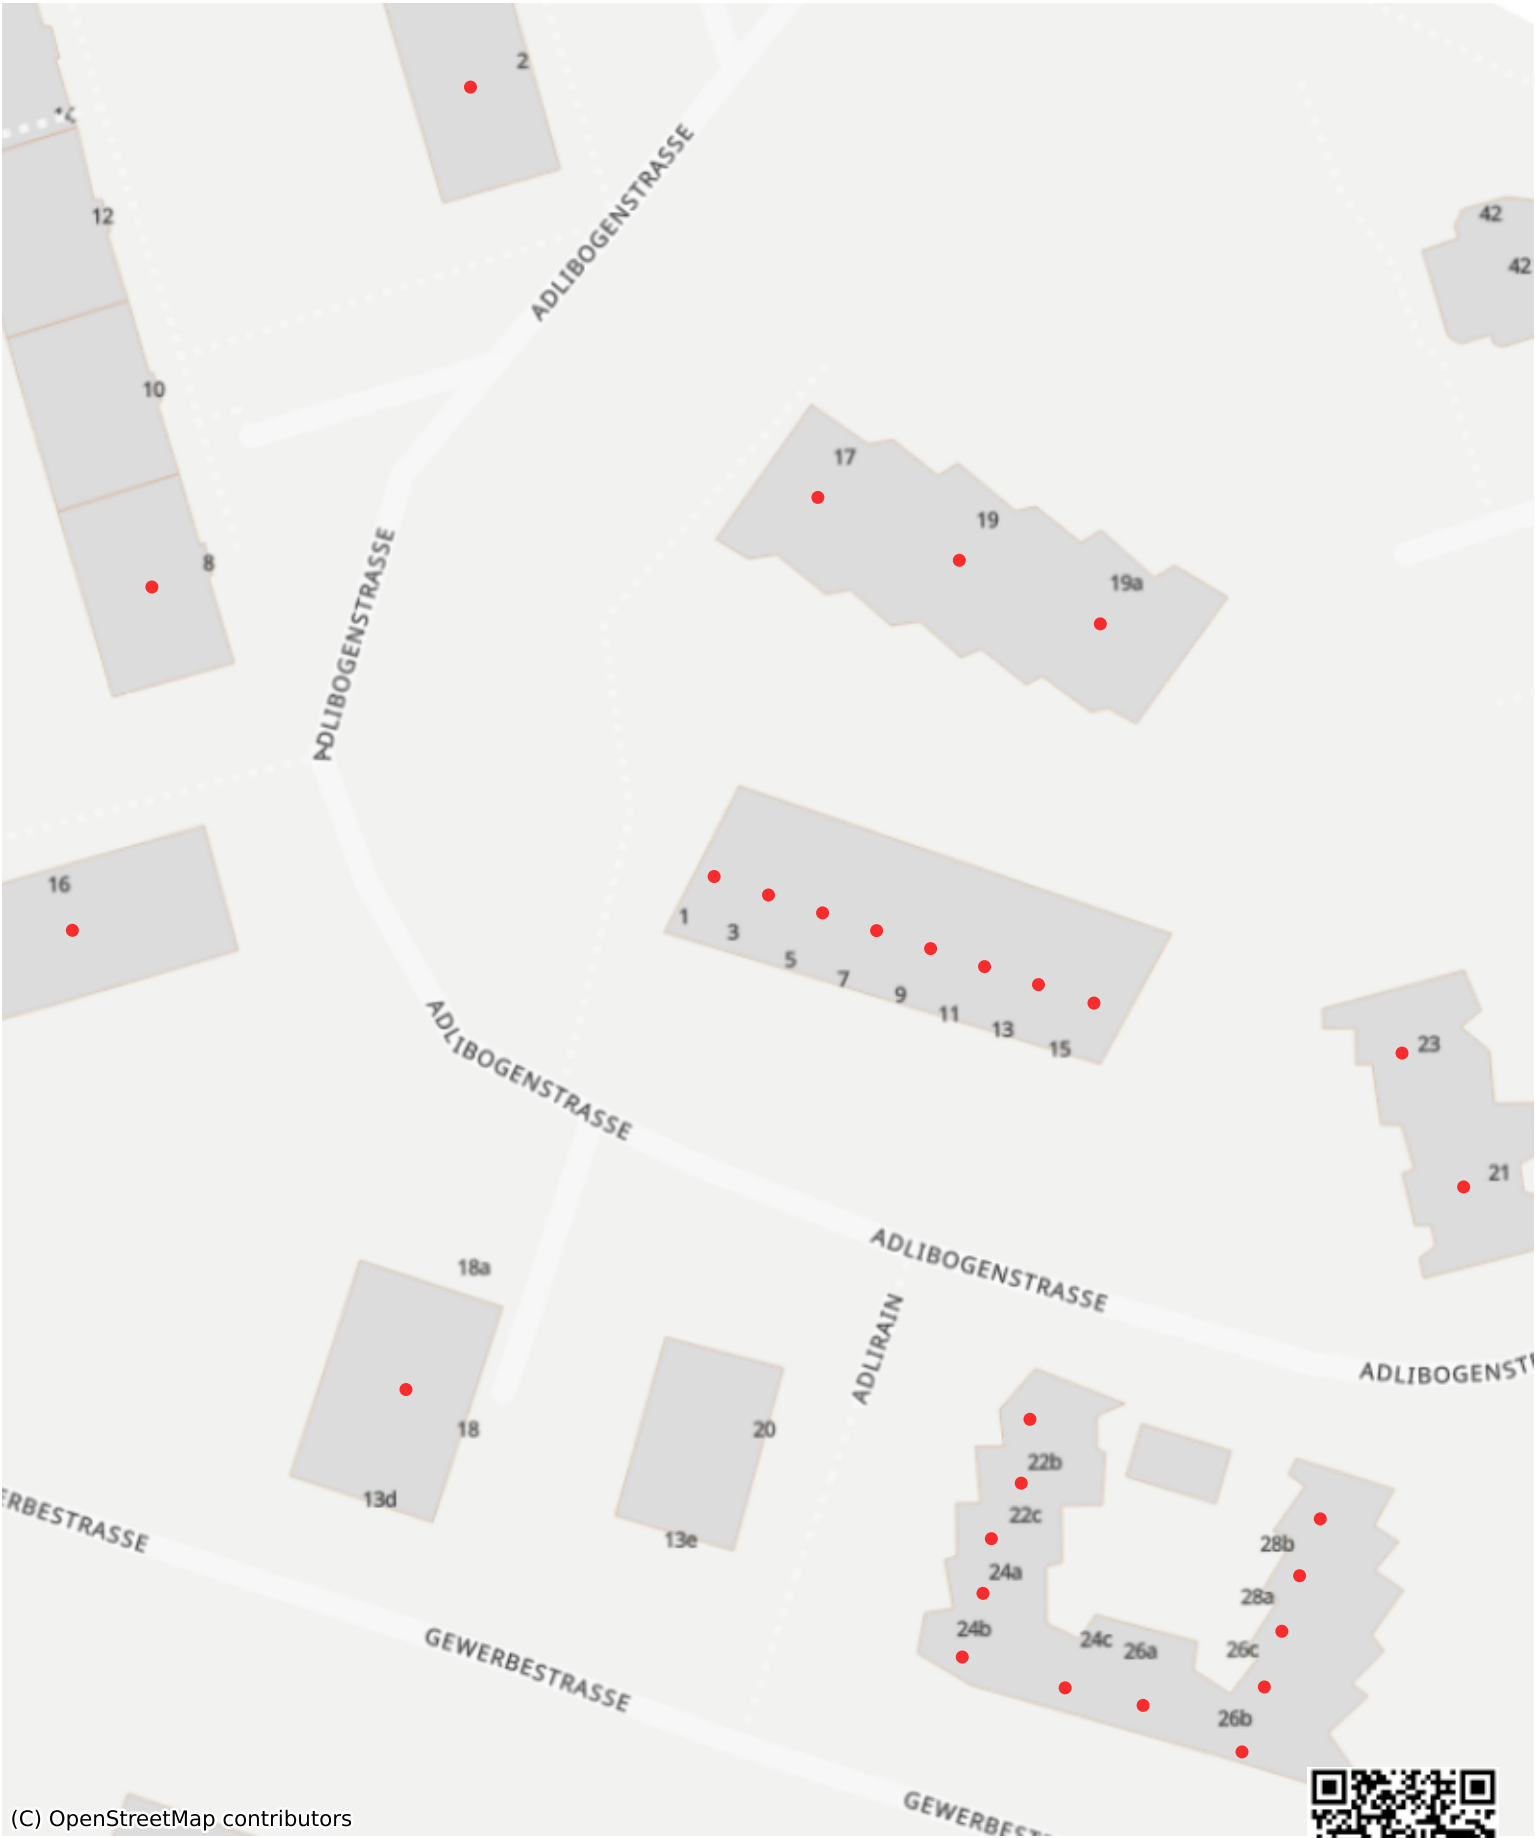 2
ADLIBOGENSTRASSE
12
42
42
10
17
19
8
19a
ADLIBOGENSTRASSE
16
1
3
5
7
9
11
13
15
23
ADLIBOGENSTRASSE
21
18a
ADLIBOGENSTRASSE
ADLIRAIN
18
20
22b
13d
22c
13e
28b
24a
28a
24b
24c
26a
26c
GEWERBESTRASSE
26b
(C) OpenStreetMap contributors